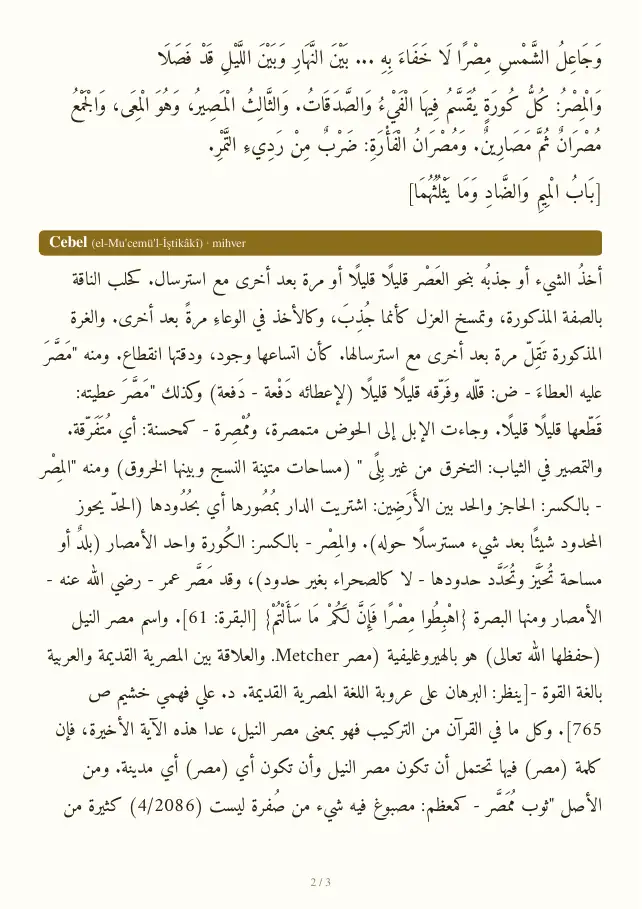 وَجَاعِلُ الشَّمْسِ مِصْرًا لَا خَفَاءَ بِهِ ... بَيْنَ النَّهَارِ وَبَيْنَ اللَّيْلِ قَدْ فَصَلَا
وَالْمِصْرُ: كُلُّ كُورَةٍ يُقَسَّمُ فِيهَا الْفَيْءُ وَالصَّدَقَاتُ. وَالثَّالِثُ الْمَصِيرُ، وَهُوَ الْمِعَى، وَالْجَمْعُ
مُصْرَانٌ ثُمَّ مَصَارِينٌ. وَمُصْرَانُ الْفَأْرَةِ: ضَرْبٌ مِنْ رَدِيءِ التَّمْرِ.
[بَابُ الْمِيمِ وَالضَّادِ وَمَا يَثْلُثُهُمَا]
Cebel (el-Mu'cemü'l-İştikâkî) · mihver
أخذُ الشيء أو جذبُه بنحو العَصْر قليلًا قليلًا أو مرة بعد أخرى مع استرسال. كحلب الناقة
بالصفة المذكورة، وتمسخ العزل كأنما جُذِبَ، وكالأخذ في الوعاءِ مرةً بعد أخرى. والغرة
المذكورة تَقِلّ مرة بعد أخرى مع استرسالها. كأن اتساعها وجود، ودقتها انقطاع. ومنه "مَصَّرَ
عليه العطاءَ - ض: قلّله وفَرّقه قليلًا قليلًا (لإعطائه دَفْعة - دَفعة) وكذلك "مَصَّرَ عطيته:
قَطّعها قليلًا قليلًا. وجاءت الإبل إلى الحوض متمصرة، ومُمْصِرة - كمحسنة: أي مُتَفَرّقة.
والتمصير في الثياب: التخرق من غير بِلًى " (مساحات متينة النسج وبينها الخروق) ومنه "المِصْر
- بالكسر: الحاجز والحد بين الأَرَضِين: اشتريت الدار بمُصُورها أي بحُدُودها (الحدّ يحوز
المحدود شيئًا بعد شيء مسترسلًا حوله). والمِصْر - بالكسر: الكُورة واحد الأمصار (بلدٌ أو
مساحة تُحَيَّز وتُحَدَّد حدودها - لا كالصحراء بغير حدود)، وقد مَصَّر عمر - رضي الله عنه -
الأمصار ومنها البصرة {اهْبِطُوا مِصْرًا فَإِنَّ لَكُمْ مَا سَأَلْتُمْ} [البقرة: 61]. واسم مصر النيل
(حفظها الله تعالى) هو بالهيروغليفية (مصر Metcher. والعلاقة بين المصرية القديمة والعربية
بالغة القوة -[ينظر: البرهان على عروبة اللغة المصرية القديمة. د. علي فهمي خشيم ص
765]. وكل ما في القرآن من التركيب فهو بمعنى مصر النيل، عدا هذه الآية الأخيرة، فإن
كلمة (مصر) فيها تحتمل أن تكون مصر النيل وأن تكون أي (مصر) أي مدينة. ومن
الأصل "ثوب مُمَصَّر - كمعظم: مصبوغ فيه شيء من صُفرة ليست (4/2086) كثيرة من
2 / 3